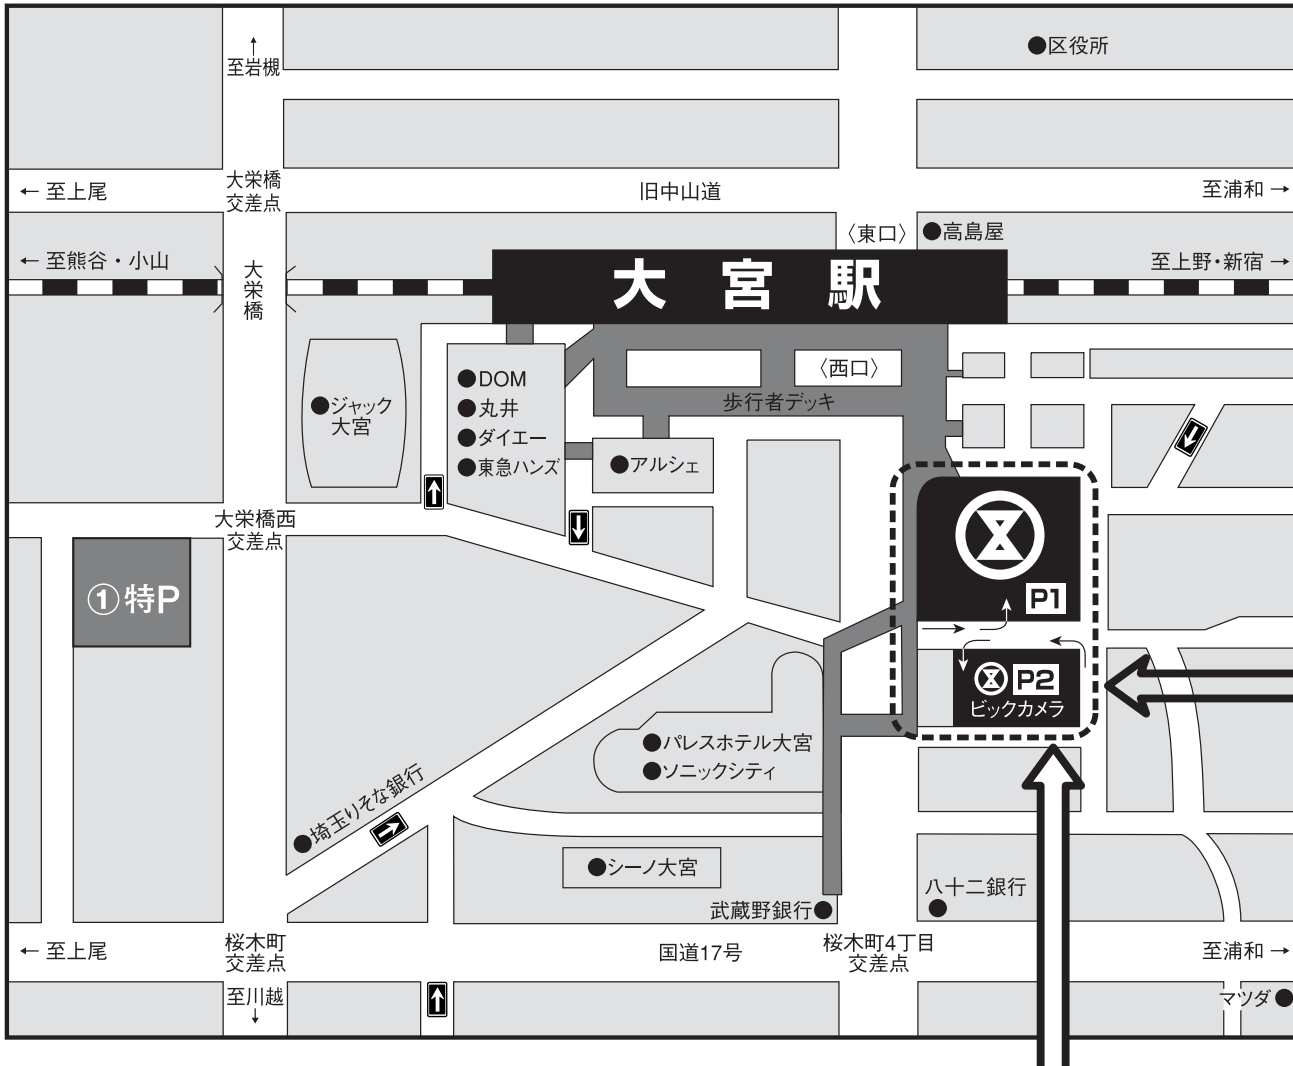 区役所
↑
至岩槻
← 至上尾
大栄橋
交差点
旧中山道
至浦和 →
〈東口〉
高島屋
← 至熊谷・小山
大栄橋
大宮駅
至上野・新宿 →
〈西口〉
歩行者デッキ
ジャック
大宮
DOM
丸井
ダイエー
東急ハンズ
アルシェ
↑
↓
↓
大栄橋西
交差点
①特P
P1
P2
ビックカメラ
パレスホテル大宮
ソニックシティ
埼玉りそな銀行
→
シーノ大宮
武蔵野銀行
八十二銀行
← 至上尾
桜木町
交差点
国道17号
桜木町4丁目
交差点
至浦和 →
至川越
↓
↑
マツダ